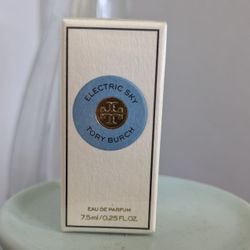 ELECTRIC SKY
TORY BURCH
EAU DE PARFUM
7.5ml/0.25 FL.OZ.